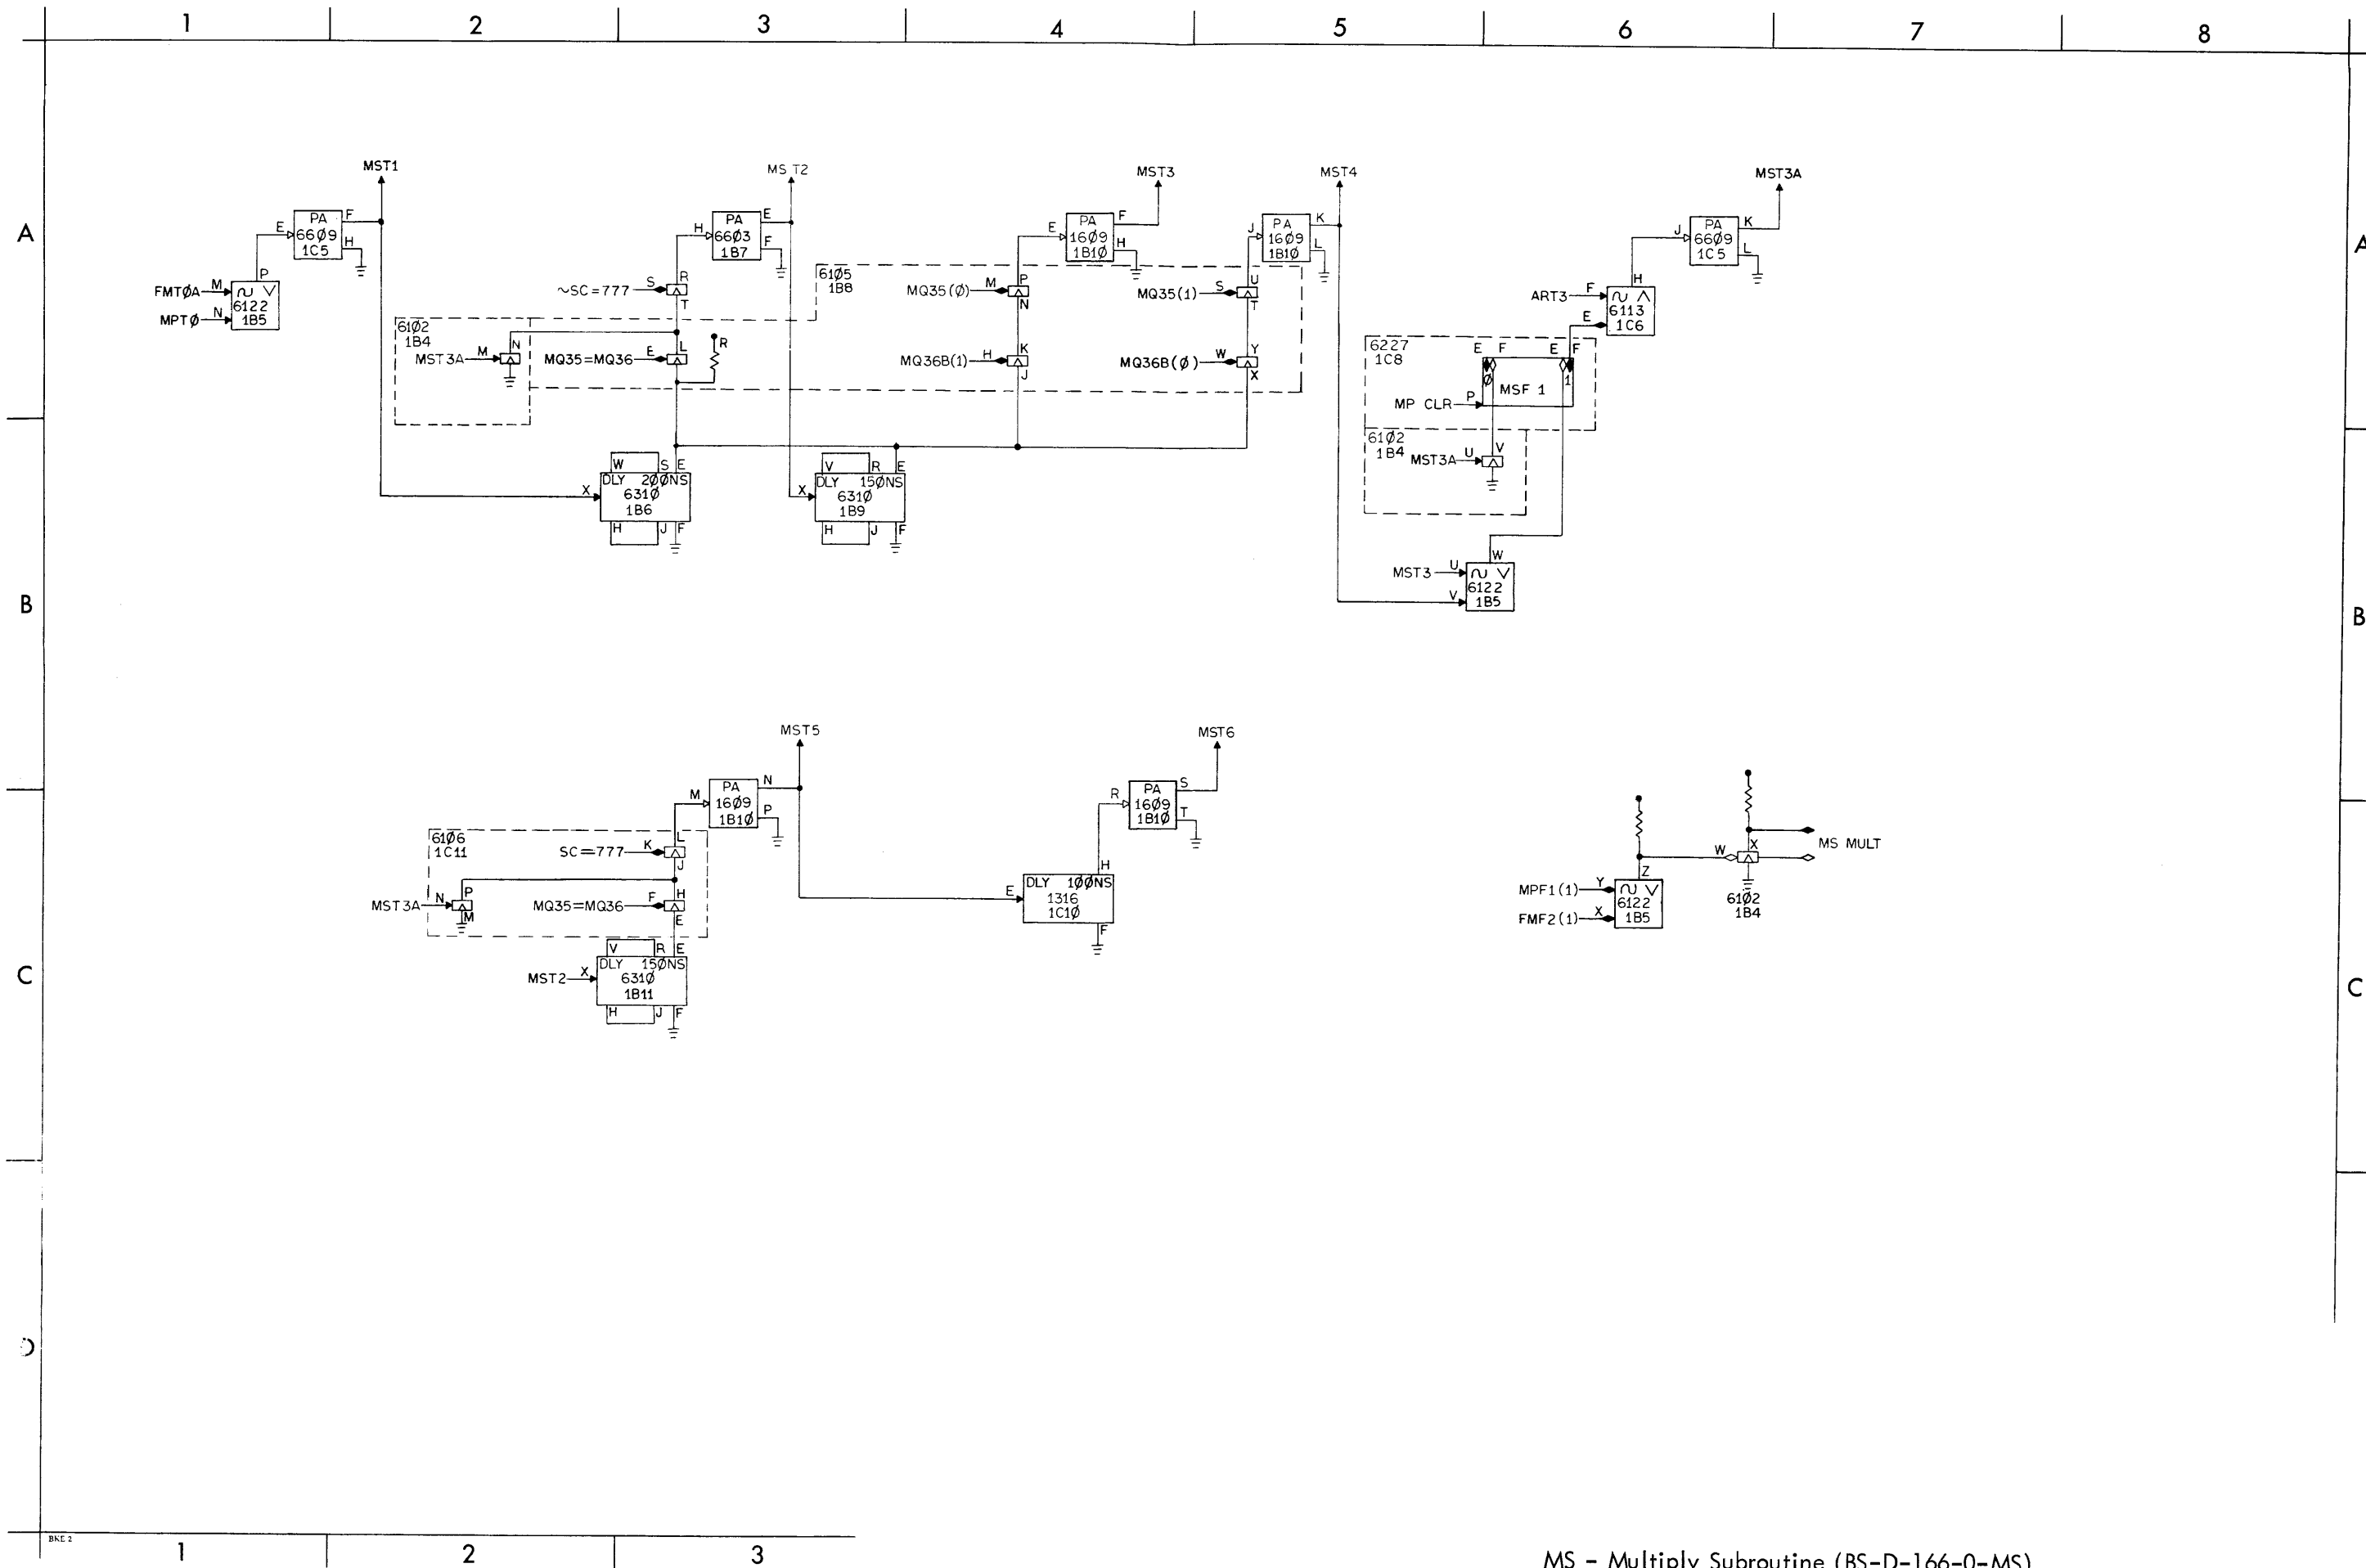 1 2 3 4 5 6 7 8
A
A
B
B
C
C
MST1
FMTØA M
MPTØ N
P
∿ V
6122
1B5
E
PA
66Ø9
1C5
F
H
MS T2
H
PA
66Ø3
1B7
E
F
~SC=777 S
R
T
61Ø5
1B8
61Ø2
1B4
MST3A M
N
MQ35=MQ36 E
L
R
MST3
E
PA
16Ø9
1B1Ø
F
H
MQ35(Ø) M
P
N
MQ36B(1) H
K
J
MST4
J
PA
16Ø9
1B1Ø
K
L
MQ35(1) S
U
T
MQ36B(Ø) W
Y
X
MST3A
J
PA
66Ø9
1C5
K
L
ART3 F
E
H
∿ Λ
6113
1C6
6227
1C8
E F E F
Ø 1
MSF 1
MP CLR P
61Ø2
1B4
MST3A U
V
X
W S E
DLY 2ØØNS
631Ø
1B6
H J F
X
V R E
DLY 15ØNS
631Ø
1B9
H J F
MST3 U
V
W
∿ V
6122
1B5
MST5
M
PA
16Ø9
1B1Ø
N
P
61Ø6
1C11
SC=777 K
L
J
MST3A N
P
M
MQ35=MQ36 F
H
E
MST2 X
V R E
DLY 15ØNS
631Ø
1B11
H J F
MST6
R
PA
16Ø9
1B1Ø
S
T
E
H
DLY 1ØØNS
1316
1C1Ø
F
MPF1(1) Y
FMF2(1) X
Z
∿ V
6122
1B5
W
X
61Ø2
1B4
MS MULT
BKE 2
1 2 3
MS - Multiply Subroutine (BS-D-166-0-MS)